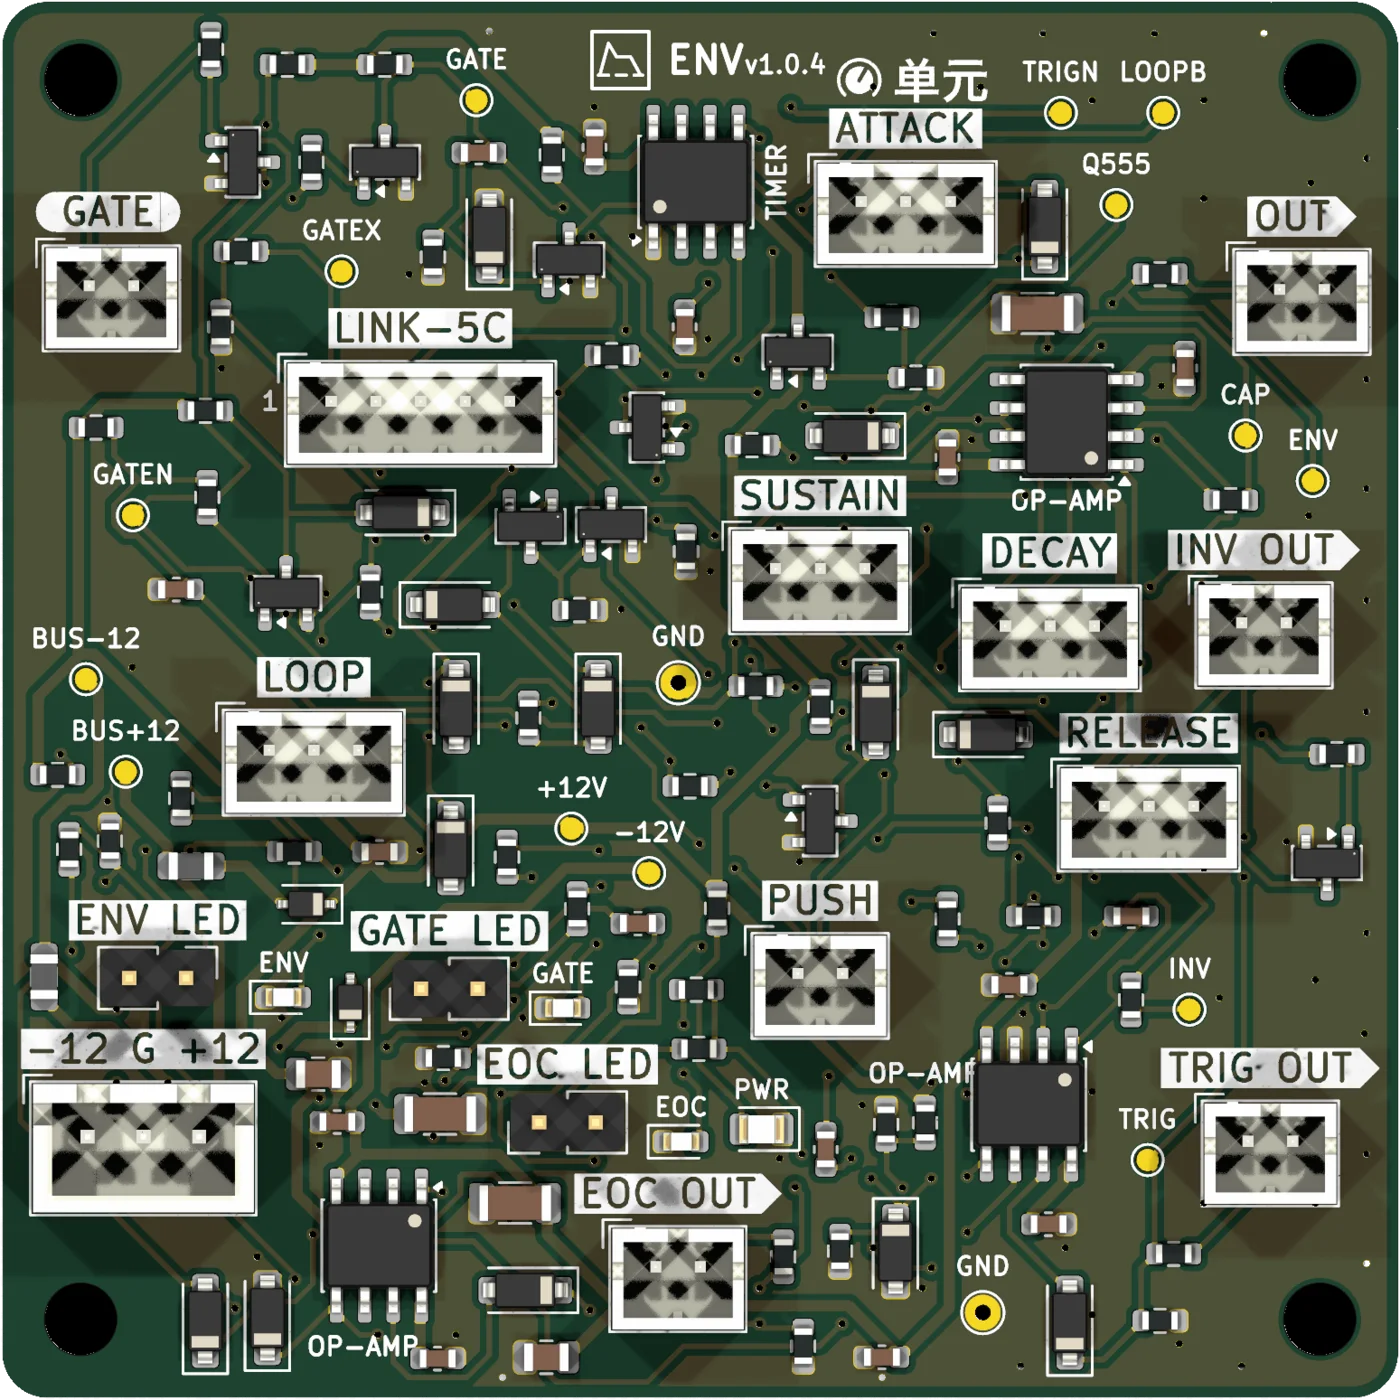 GATE
ENVv1.0.4
单元
TRIGN LOOPB
ATTACK
TIMER
Q555
GATE
GATEX
OUT
LINK-5C
1
CAP
ENV
GATEN
SUSTAIN
OP-AMP
DECAY
INV OUT
BUS-12
GND
LOOP
BUS+12
RELEASE
+12V
-12V
PUSH
ENV LED
GATE LED
ENV
GATE
INV
-12 G +12
EOC LED
OP-AMP
TRIG OUT
EOC
PWR
TRIG
EOC OUT
GND
OP-AMP